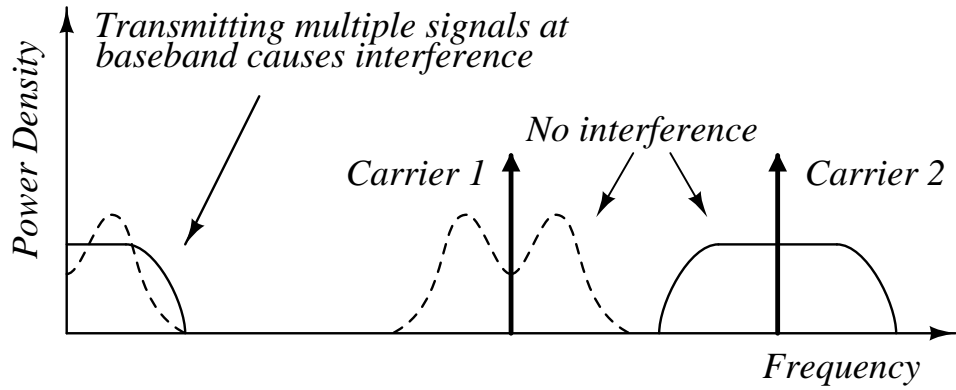 Transmitting multiple signals at
baseband causes interference
Power Density
No interference
Carrier 1
Carrier 2
Frequency